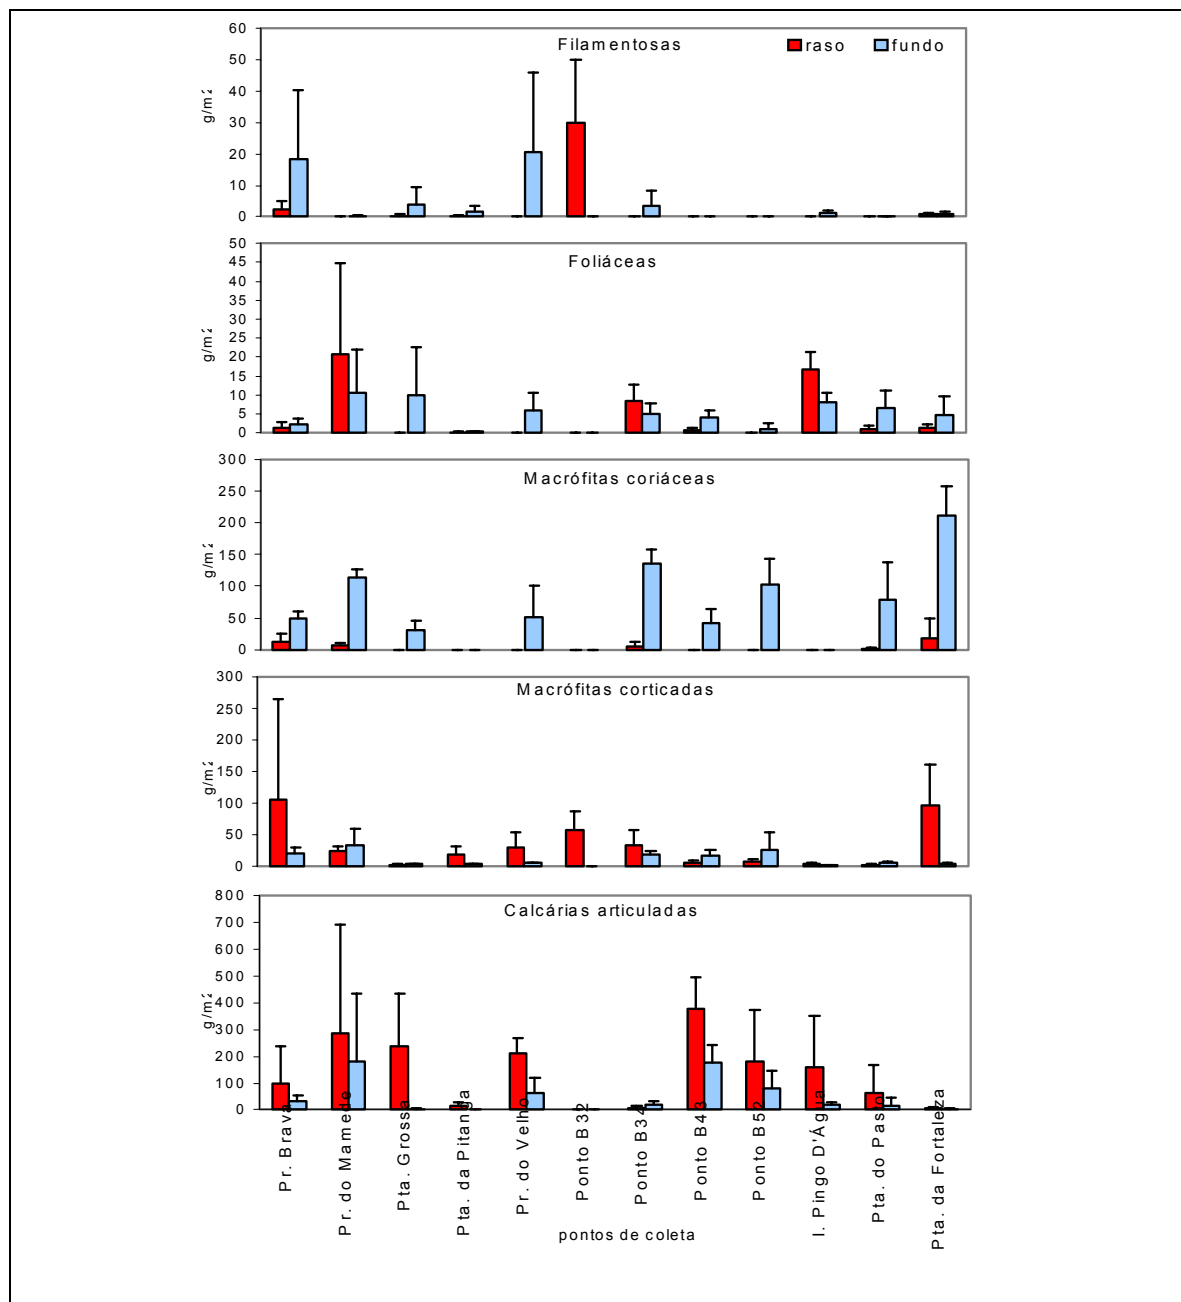 Filamentosas
raso
fundo
60
50
40
30
20
10
0
g/m2
Foliáceas
50
45
40
35
30
25
20
15
10
5
0
g/m2
Macrófitas coriáceas
300
250
200
150
100
50
0
g/m2
Macrófitas corticadas
300
250
200
150
100
50
0
g/m2
Calcárias articuladas
800
700
600
500
400
300
200
100
0
g/m2
Pr. Brava
Pr. do Mamede
Pta. Grossa
Pta. da Pitanga
Pr. do Velho
Ponto B32
Ponto B34
Ponto B43
Ponto B52
I. Pingo D'Água
Pta. do Pasto
Pta. da Fortaleza
pontos de coleta